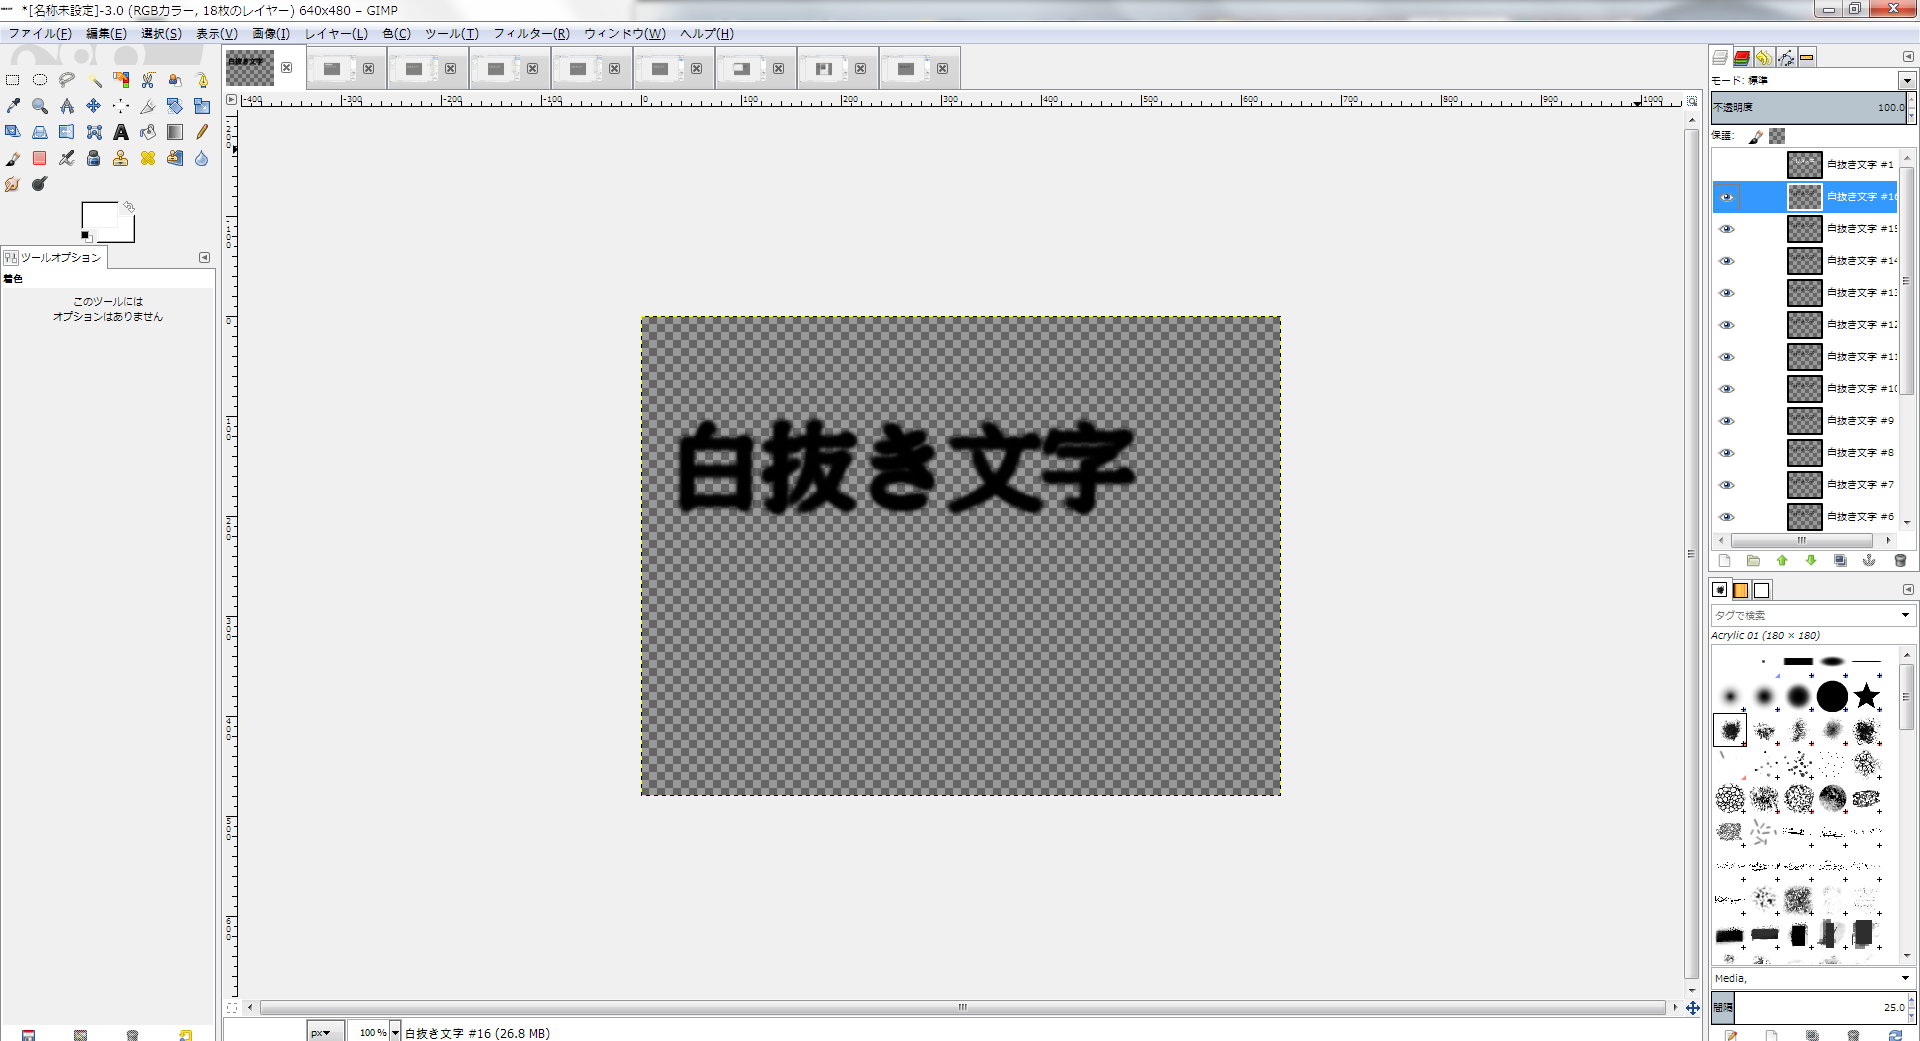 *[名称未設定]-3.0 (RGBカラー, 18枚のレイヤー) 640x480 – GIMP
ファイル(F) 編集(E) 選択(S) 表示(V) 画像(I) レイヤー(L) 色(C) ツール(T) フィルター(R) ウィンドウ(W) ヘルプ(H)
ツールオプション
着色
このツールには
オプションはありません
-400 -300 -200 -100 0 100 200 300 400 500 600 700 800 900 1000
白抜き文字
px 100 % 白抜き文字 #16 (26.8 MB)
モード: 標準
不透明度 100.0
保護:
白抜き文字 #1
白抜き文字 #16
白抜き文字 #15
白抜き文字 #14
白抜き文字 #13
白抜き文字 #12
白抜き文字 #11
白抜き文字 #10
白抜き文字 #9
白抜き文字 #8
白抜き文字 #7
白抜き文字 #6
タグで検索
Acrylic 01 (180 × 180)
Media,
間隔 25.0